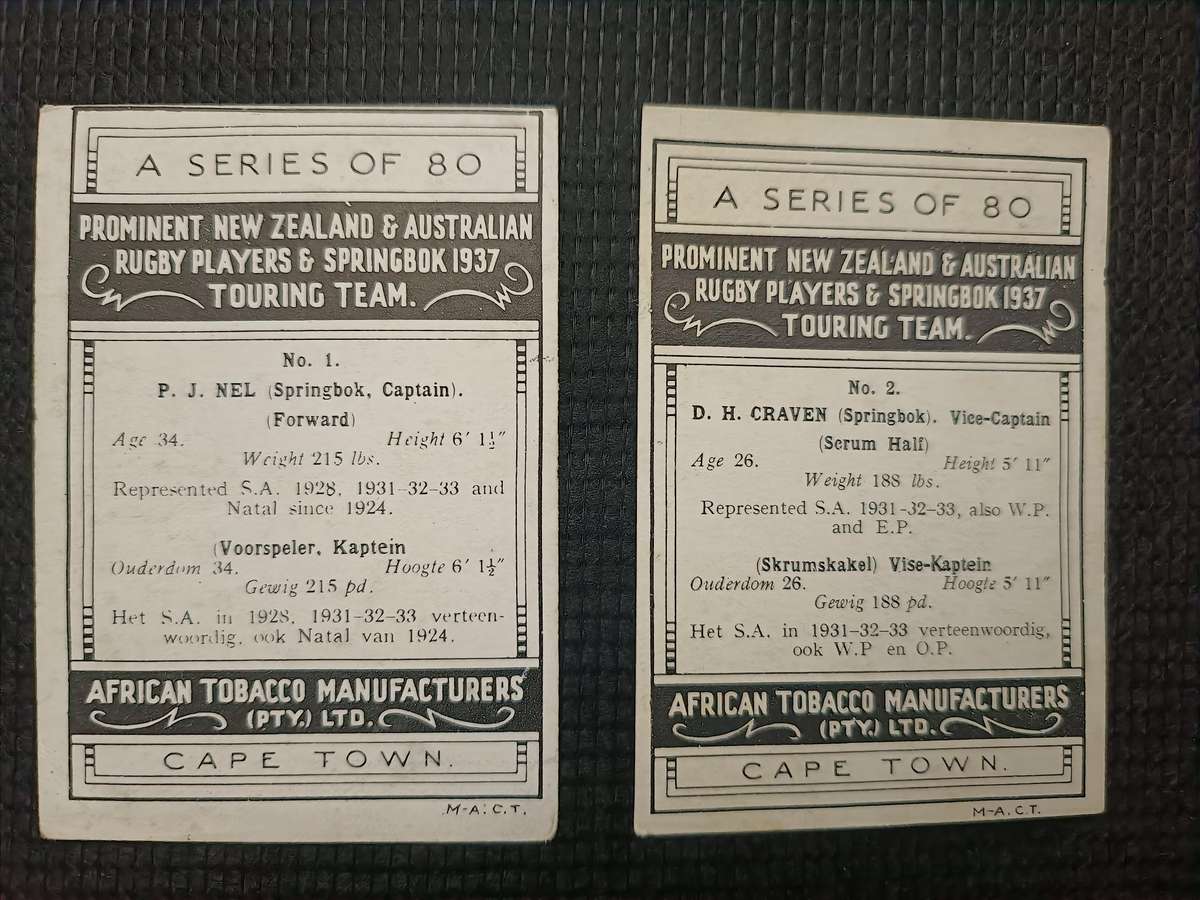 A SERIES OF 80
PROMINENT NEW ZEALAND & AUSTRALIAN
RUGBY PLAYERS & SPRINGBOK 1937
TOURING TEAM.
No. 1.
P. J. NEL (Springbok, Captain).
(Forward)
Age 34. Height 6′ 1½″
Weight 215 lbs.
Represented S.A. 1928, 1931-32-33 and
Natal since 1924.
(Voorspeler, Kaptein
Ouderdom 34. Hoogte 6′ 1½″
Gewig 215 pd.
Het S.A. in 1928, 1931-32-33 verteen-
woordig, ook Natal van 1924.
AFRICAN TOBACCO MANUFACTURERS
(PTY.) LTD.
CAPE TOWN.
M-A.C.T.
A SERIES OF 80
PROMINENT NEW ZEALAND & AUSTRALIAN
RUGBY PLAYERS & SPRINGBOK 1937
TOURING TEAM.
No. 2.
D. H. CRAVEN (Springbok). Vice-Captain
(Scrum Half)
Age 26. Height 5′ 11″
Weight 188 lbs.
Represented S.A. 1931-32-33, also W.P.
and E.P.
(Skrumskakel) Vise-Kaptein
Ouderdom 26. Hoogte 5′ 11″
Gewig 188 pd.
Het S.A. in 1931-32-33 verteenwoordig,
ook W.P en O.P.
AFRICAN TOBACCO MANUFACTURERS
(PTY.) LTD.
CAPE TOWN.
M-A.C.T.